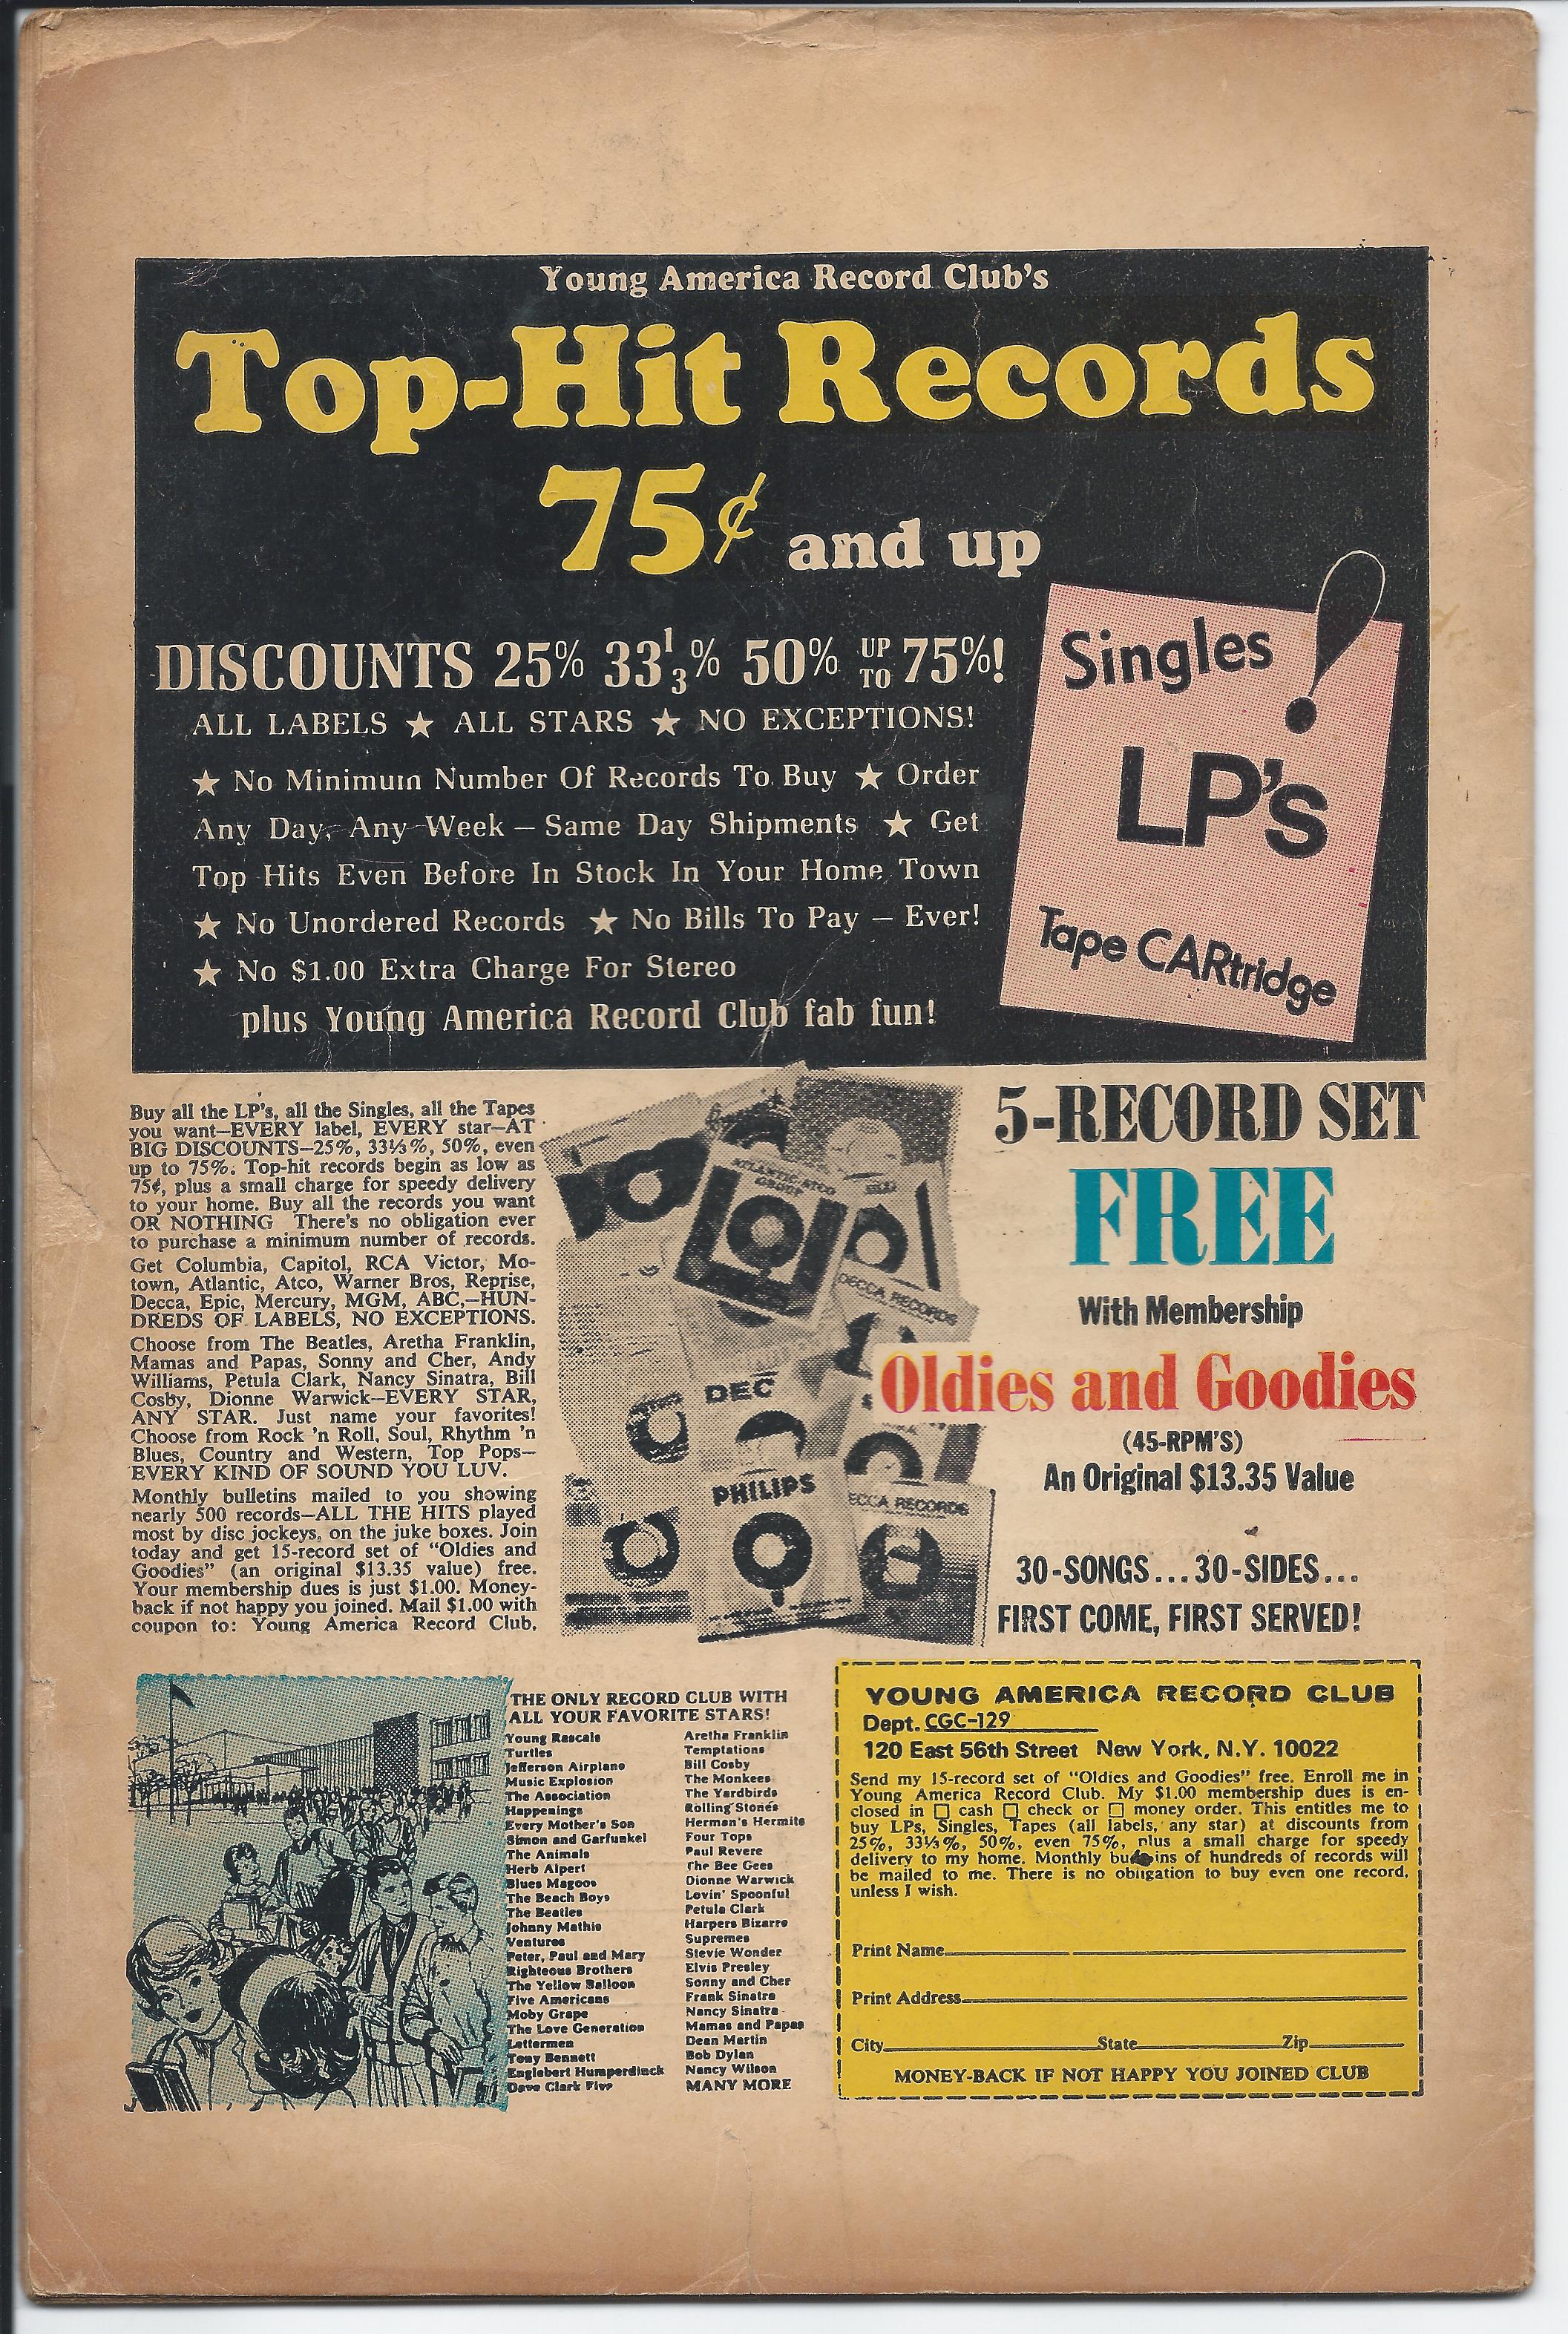 Young America Record Club's
Top-Hit Records
75¢ and up
DISCOUNTS 25% 33 1/3% 50% UP TO 75%!
ALL LABELS ★ ALL STARS ★ NO EXCEPTIONS!
★ No Minimum Number Of Records To Buy ★ Order
Any Day, Any Week – Same Day Shipments ★ Get
Top Hits Even Before In Stock In Your Home Town
★ No Unordered Records ★ No Bills To Pay – Ever!
★ No $1.00 Extra Charge For Stereo
plus Young America Record Club fab fun!
Singles!
LP's
Tape CARtridge
Buy all the LP's, all the Singles, all the Tapes
you want—EVERY label, EVERY star—AT
BIG DISCOUNTS—25%, 33⅓%, 50%, even
up to 75%. Top-hit records begin as low as
75¢, plus a small charge for speedy delivery
to your home. Buy all the records you want
OR NOTHING There's no obligation ever
to purchase a minimum number of records.
Get Columbia, Capitol, RCA Victor, Mo-
town, Atlantic, Atco, Warner Bros, Reprise,
Decca, Epic, Mercury, MGM, ABC,—HUN-
DREDS OF LABELS, NO EXCEPTIONS.
Choose from The Beatles, Aretha Franklin,
Mamas and Papas, Sonny and Cher, Andy
Williams, Petula Clark, Nancy Sinatra, Bill
Cosby, Dionne Warwick—EVERY STAR,
ANY STAR. Just name your favorites!
Choose from Rock 'n Roll, Soul, Rhythm 'n
Blues, Country and Western, Top Pops—
EVERY KIND OF SOUND YOU LUV.
Monthly bulletins mailed to you showing
nearly 500 records—ALL THE HITS played
most by disc jockeys, on the juke boxes. Join
today and get 15-record set of "Oldies and
Goodies" (an original $13.35 value) free.
Your membership dues is just $1.00. Money-
back if not happy you joined. Mail $1.00 with
coupon to: Young America Record Club,
ATLANTIC-ATCO
GROUP
DECCA RECORDS
DEC
PHILIPS
ECCA RECORDS
5-RECORD SET
FREE
With Membership
Oldies and Goodies
(45-RPM'S)
An Original $13.35 Value
30-SONGS...30-SIDES...
FIRST COME, FIRST SERVED!
THE ONLY RECORD CLUB WITH
ALL YOUR FAVORITE STARS!
Young Rascals
Turtles
Jefferson Airplane
Music Explosion
The Association
Happenings
Every Mother's Son
Simon and Garfunkel
The Animals
Herb Alpert
Blues Magoos
The Beach Boys
The Beatles
Johnny Mathis
Ventures
Peter, Paul and Mary
Righteous Brothers
The Yellow Balloon
Five Americans
Moby Grape
The Love Generation
Lettermen
Tony Bennett
Englebert Humperdinck
Dave Clark Five
Aretha Franklin
Temptations
Bill Cosby
The Monkees
The Yardbirds
Rolling Stones
Herman's Hermits
Four Tops
Paul Revere
The Bee Gees
Dionne Warwick
Lovin' Spoonful
Petula Clark
Harpers Bizarre
Supremes
Stevie Wonder
Elvis Presley
Sonny and Cher
Frank Sinatra
Nancy Sinatra
Mamas and Papas
Dean Martin
Bob Dylan
Nancy Wilson
MANY MORE
YOUNG AMERICA RECORD CLUB
Dept. CGC-129
120 East 56th Street New York, N.Y. 10022
Send my 15-record set of "Oldies and Goodies" free. Enroll me in
Young America Record Club. My $1.00 membership dues is en-
closed in ☐ cash ☐ check or ☐ money order. This entitles me to
buy LPs, Singles, Tapes (all labels, any star) at discounts from
25%, 33⅓%, 50%, even 75%, plus a small charge for speedy
delivery to my home. Monthly of hundreds of records will
be mailed to me. There is no obligation to buy even one record,
unless I wish.
Print Name
Print Address
City State Zip
MONEY-BACK IF NOT HAPPY YOU JOINED CLUB